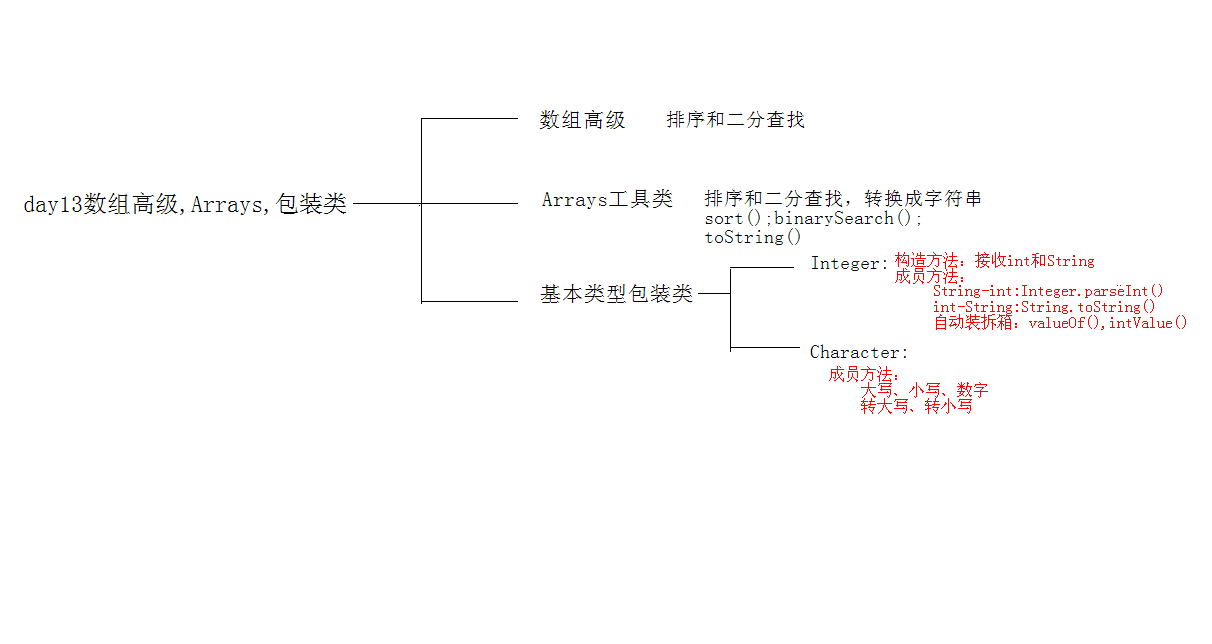 数组高级 排序和二分查找
day13数组高级,Arrays,包装类
Arrays工具类 排序和二分查找，转换成字符串
sort();binarySearch();
toString()
基本类型包装类
Integer: 构造方法：接收int和String
成员方法：
String-int:Integer.parseInt()
int-String:String.toString()
自动装拆箱：valueOf(),intValue()
Character:
成员方法：
大写、小写、数字
转大写、转小写